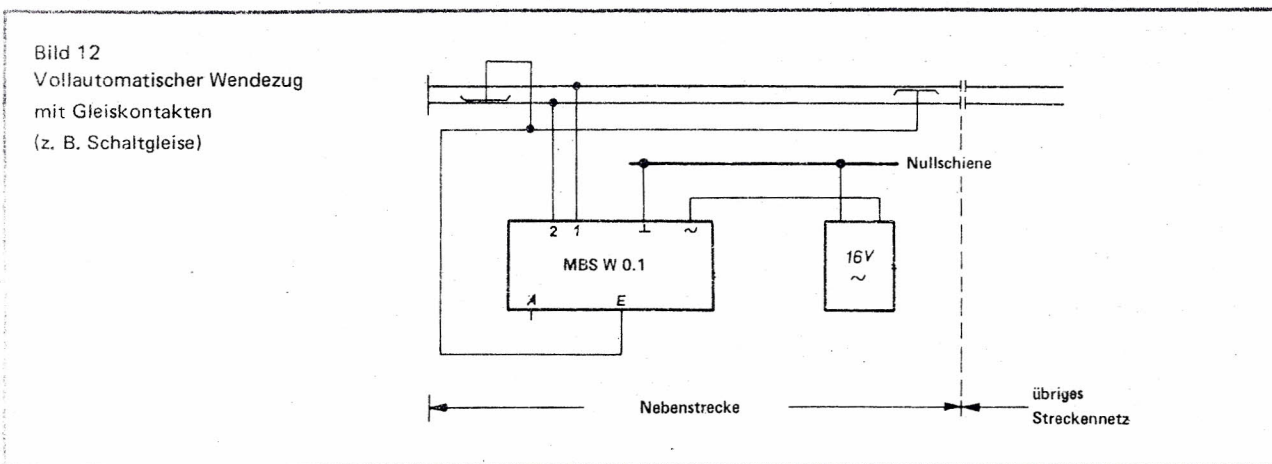 Bild 12
Vollautomatischer Wendezug
mit Gleiskontakten
(z. B. Schaltgleise)
Nullschiene
2 1 ⊥ ~
MBS W 0.1
A E
16V
~
Nebenstrecke
übriges
Streckennetz